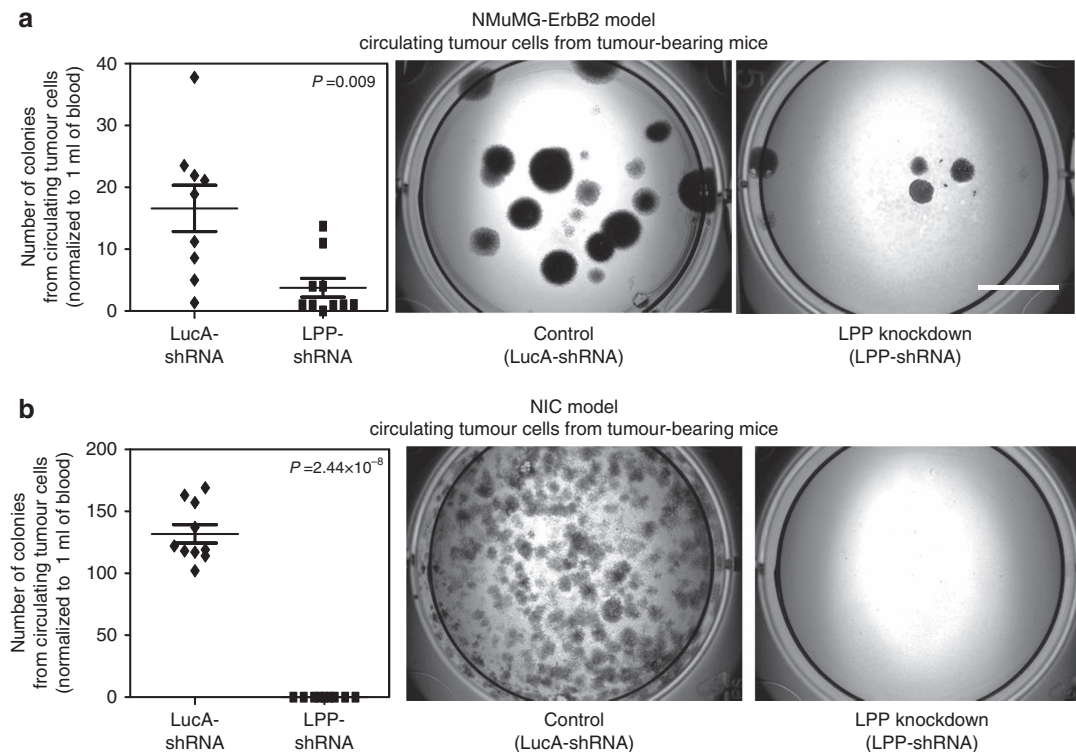 a
NMuMG-ErbB2 model
circulating tumour cells from tumour-bearing mice
Number of colonies
from circulating tumour cells
(normalized to 1 ml of blood)
40
30
20
10
0
P=0.009
LucA-
shRNA
LPP-
shRNA
Control
(LucA-shRNA)
LPP knockdown
(LPP-shRNA)
b
NIC model
circulating tumour cells from tumour-bearing mice
Number of colonies
from circulating tumour cells
(normalized to 1 ml of blood)
200
150
100
50
0
P=2.44×10⁻⁸
LucA-
shRNA
LPP-
shRNA
Control
(LucA-shRNA)
LPP knockdown
(LPP-shRNA)